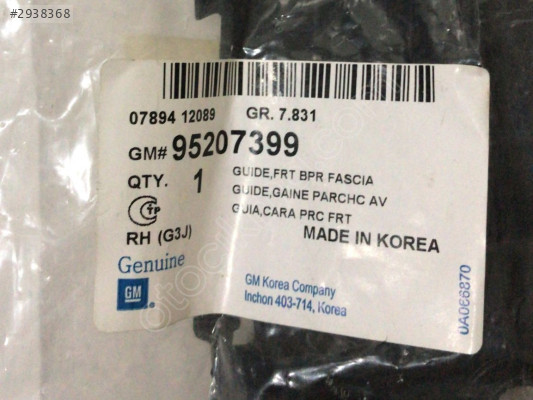 #2938368
07894 12089 GR. 7.831
GM# 95207399
QTY. 1
GUIDE,FRT BPR FASCIA
GUIDE,GAINE PARCHC AV
GUIA,CARA PRC FRT
RH (G3J)
MADE IN KOREA
Genuine
GM
GM Korea Company
Inchon 403-714, Korea
0A066870